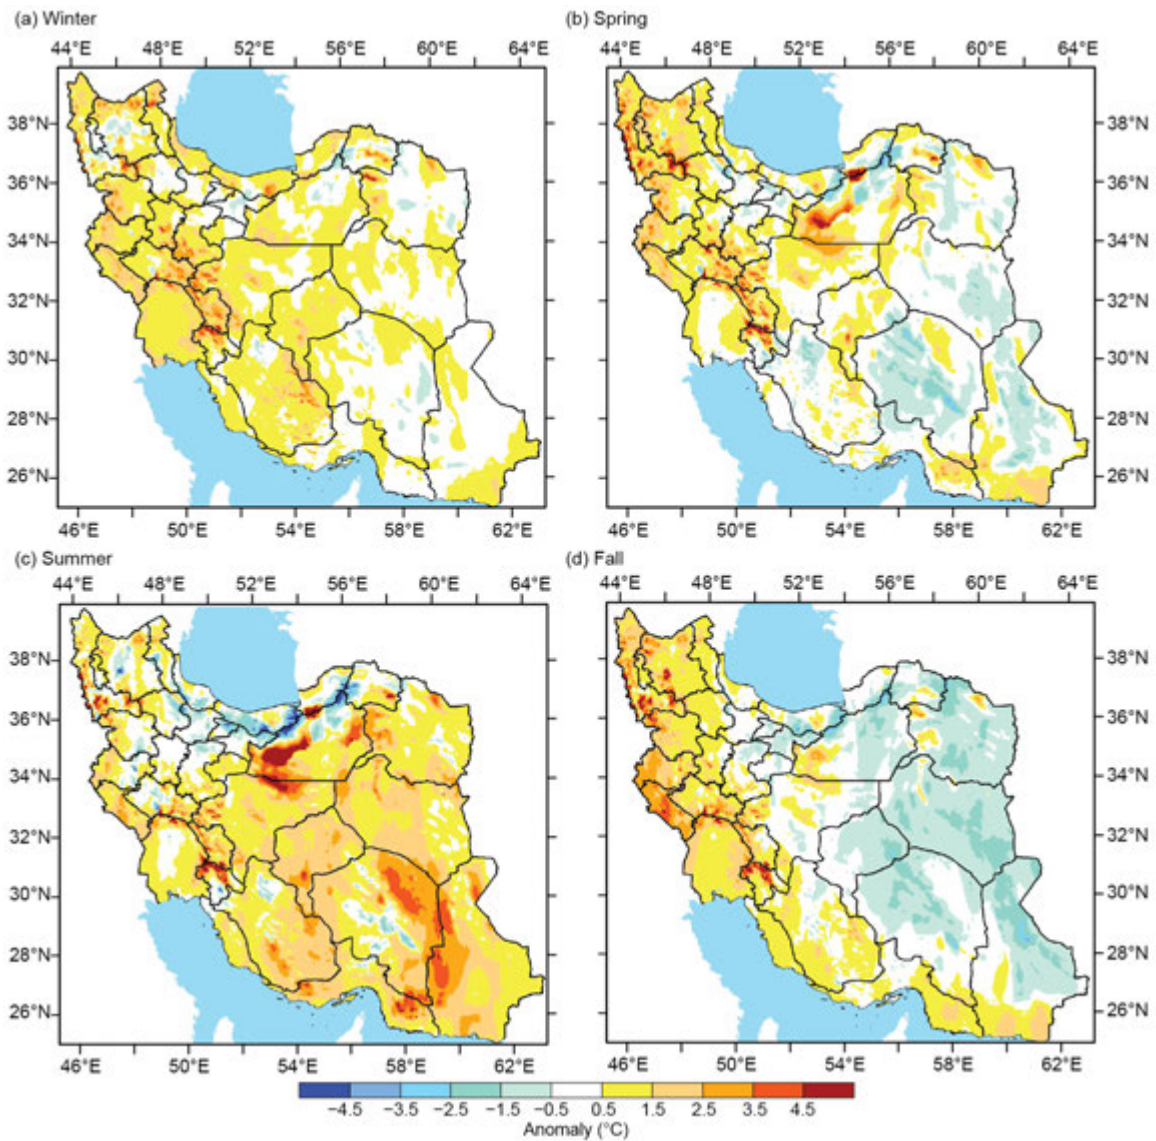 (a) Winter
(b) Spring
44°E 48°E 52°E 56°E 60°E 64°E
44°E 48°E 52°E 56°E 60°E 64°E
38°N
36°N
34°N
32°N
30°N
28°N
26°N
38°N
36°N
34°N
32°N
30°N
28°N
26°N
46°E 50°E 54°E 58°E 62°E
46°E 50°E 54°E 58°E 62°E
(c) Summer
(d) Fall
44°E 48°E 52°E 56°E 60°E 64°E
44°E 48°E 52°E 56°E 60°E 64°E
38°N
36°N
34°N
32°N
30°N
28°N
26°N
38°N
36°N
34°N
32°N
30°N
28°N
26°N
46°E 50°E 54°E 58°E 62°E
46°E 50°E 54°E 58°E 62°E
−4.5 −3.5 −2.5 −1.5 −0.5 0.5 1.5 2.5 3.5 4.5
Anomaly (°C)